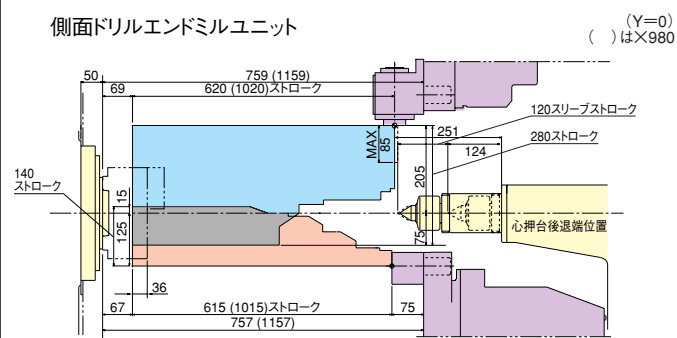 側面ドリルエンドミルユニット
(Y=0)
( )は×980
50
759 (1159)
69
620 (1020)ストローク
120スリーブストローク
251
280ストローク
124
MAX
85
205
140
ストローク
15
125
75
心押台後退端位置
36
67
615 (1015)ストローク
75
757 (1157)